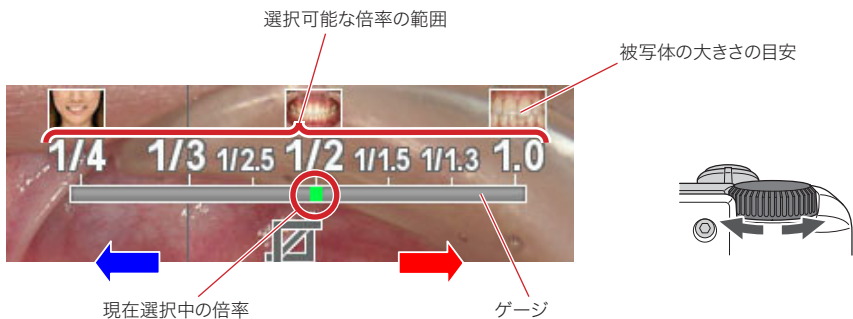 選択可能な倍率の範囲
被写体の大きさの目安
1/4 1/3 1/2.5 1/2 1/1.5 1/1.3 1.0
現在選択中の倍率
ゲージ